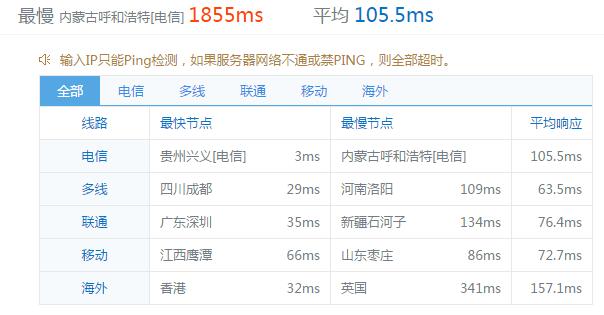 最慢 内蒙古呼和浩特[电信] 1855ms 平均 105.5ms
输入IP只能Ping检测，如果服务器网络不通或禁PING，则全部超时。
全部 电信 多线 联通 移动 海外
线路 最快节点 最慢节点 平均响应
电信 贵州兴义[电信] 3ms 内蒙古呼和浩特[电信] 105.5ms
多线 四川成都 29ms 河南洛阳 109ms 63.5ms
联通 广东深圳 35ms 新疆石河子 134ms 76.4ms
移动 江西鹰潭 66ms 山东枣庄 86ms 72.7ms
海外 香港 32ms 英国 341ms 157.1ms